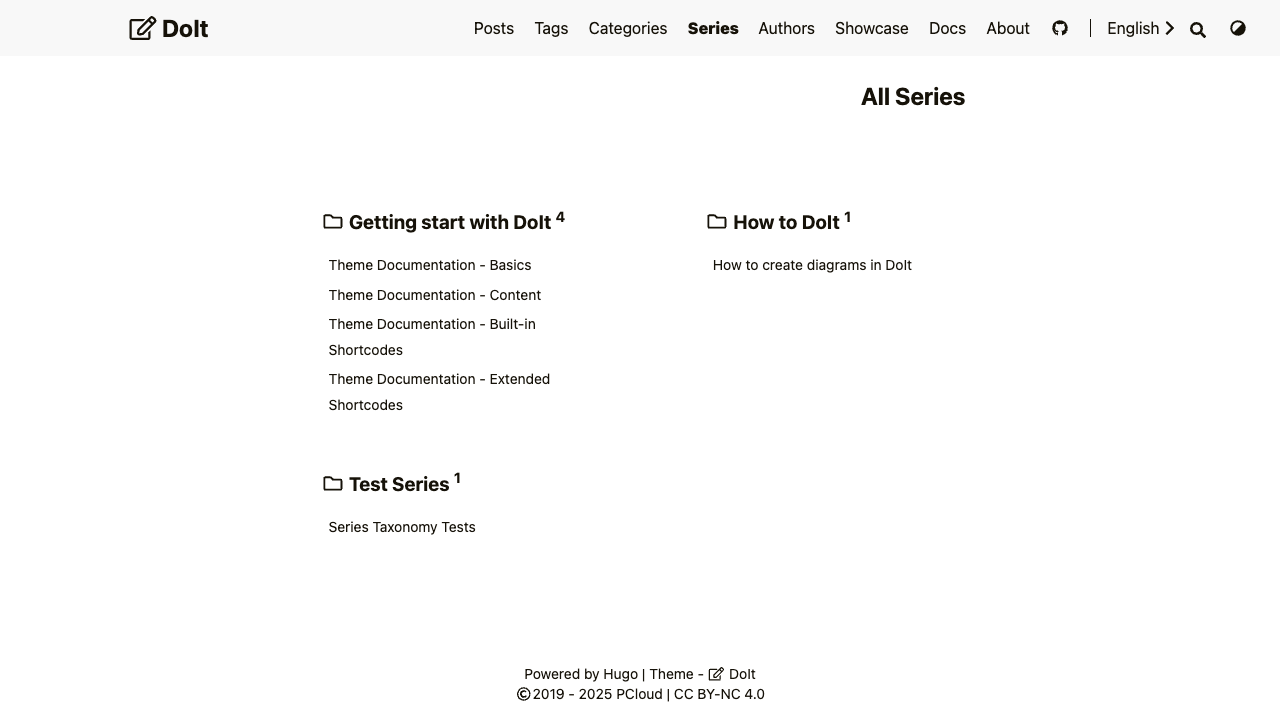 DoIt
Posts Tags Categories Series Authors Showcase Docs About English
All Series
Getting start with DoIt 4
Theme Documentation - Basics
Theme Documentation - Content
Theme Documentation - Built-in
Shortcodes
Theme Documentation - Extended
Shortcodes
How to DoIt 1
How to create diagrams in DoIt
Test Series 1
Series Taxonomy Tests
Powered by Hugo | Theme - DoIt
© 2019 - 2025 PCloud | CC BY-NC 4.0